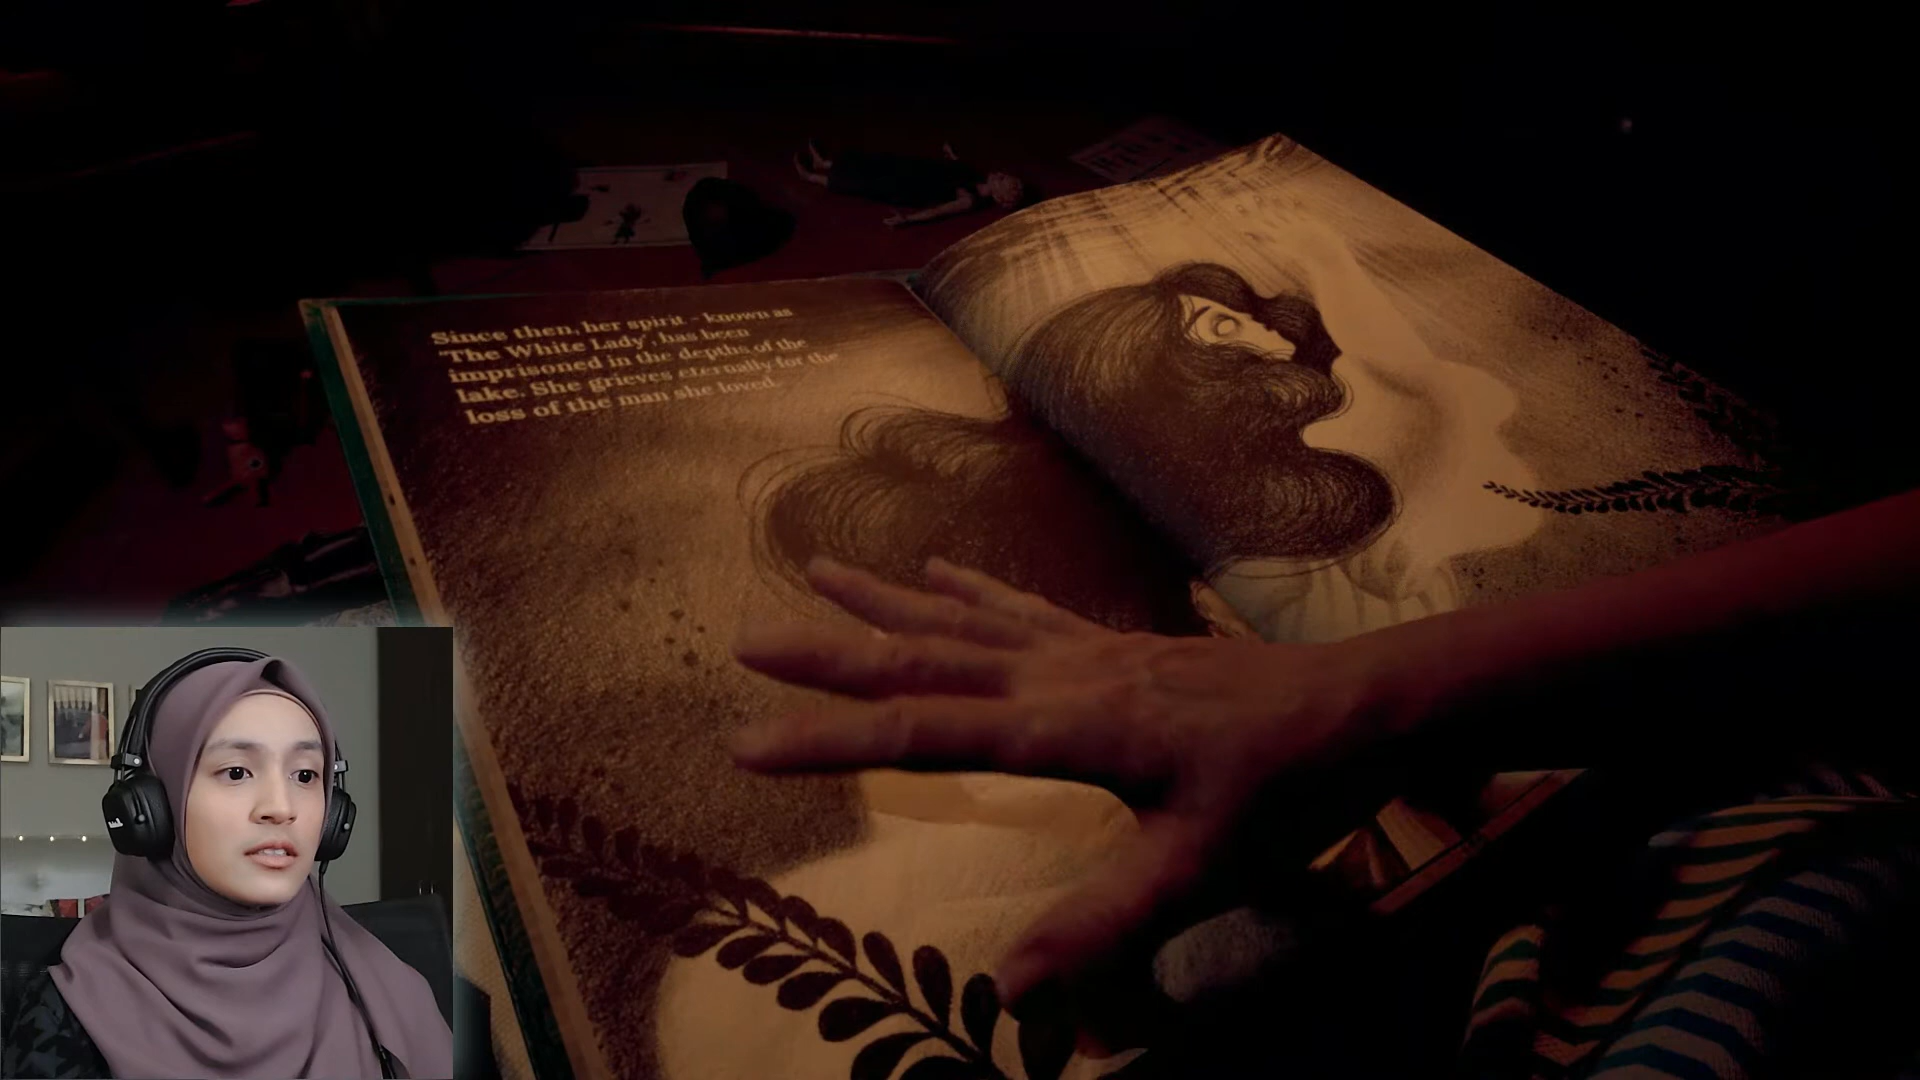 Since then, her spirit - known as
'The White Lady', has been
imprisoned in the depths of the
lake. She grieves eternally for the
loss of the man she loved.